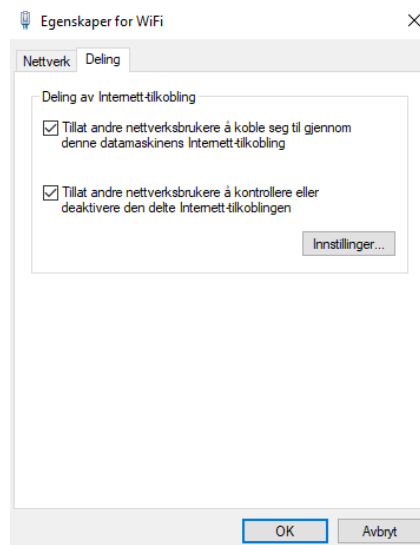 Egenskaper for WiFi
Nettverk Deling
Deling av Internett-tilkobling
Tillat andre nettverksbrukere å koble seg til gjennom
denne datamaskinens Internett-tilkobling
Tillat andre nettverksbrukere å kontrollere eller
deaktivere den delte Internett-tilkoblingen
Innstillinger...
OK Avbryt